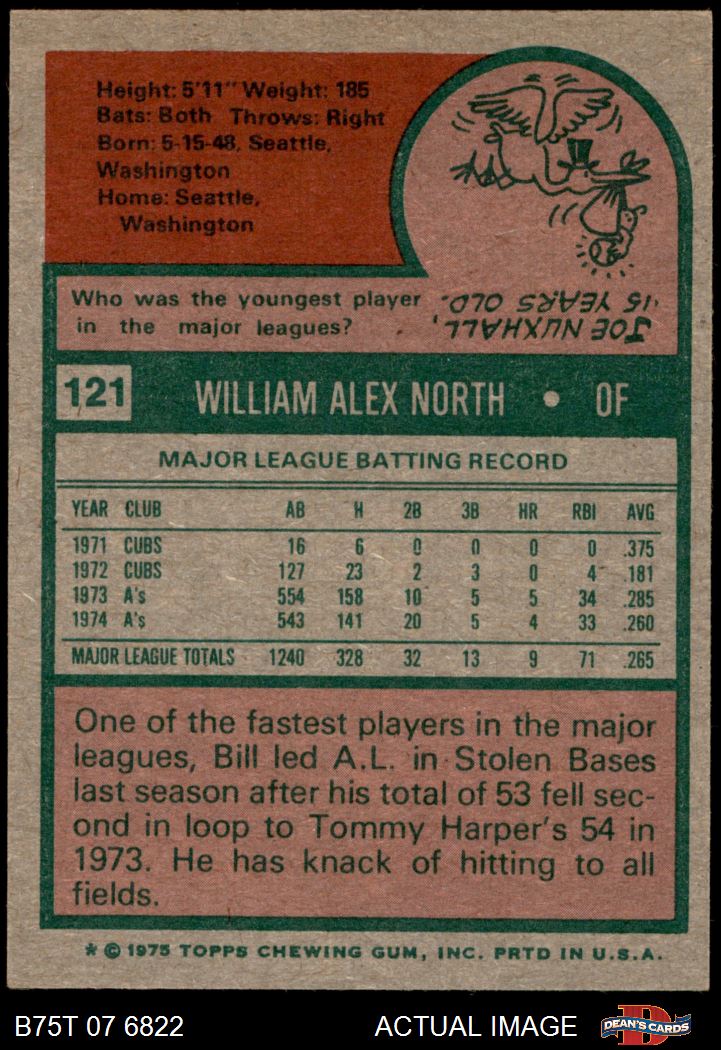 Height: 5'11" Weight: 185
Bats: Both Throws: Right
Born: 5-15-48, Seattle,
Washington
Home: Seattle,
Washington
Who was the youngest player
in the major leagues?
JOE NUXHALL,
15 YEARS OLD.
121 WILLIAM ALEX NORTH • OF
MAJOR LEAGUE BATTING RECORD
YEAR CLUB AB H 2B 3B HR RBI AVG
1971 CUBS 16 6 0 0 0 0 .375
1972 CUBS 127 23 2 3 0 4 .181
1973 A's 554 158 10 5 5 34 .285
1974 A's 543 141 20 5 4 33 .260
MAJOR LEAGUE TOTALS 1240 328 32 13 9 71 .265
One of the fastest players in the major
leagues, Bill led A.L. in Stolen Bases
last season after his total of 53 fell sec-
ond in loop to Tommy Harper's 54 in
1973. He has knack of hitting to all
fields.
* © 1975 TOPPS CHEWING GUM, INC. PRTD IN U.S.A.
B75T 07 6822 ACTUAL IMAGE DEAN'S CARDS